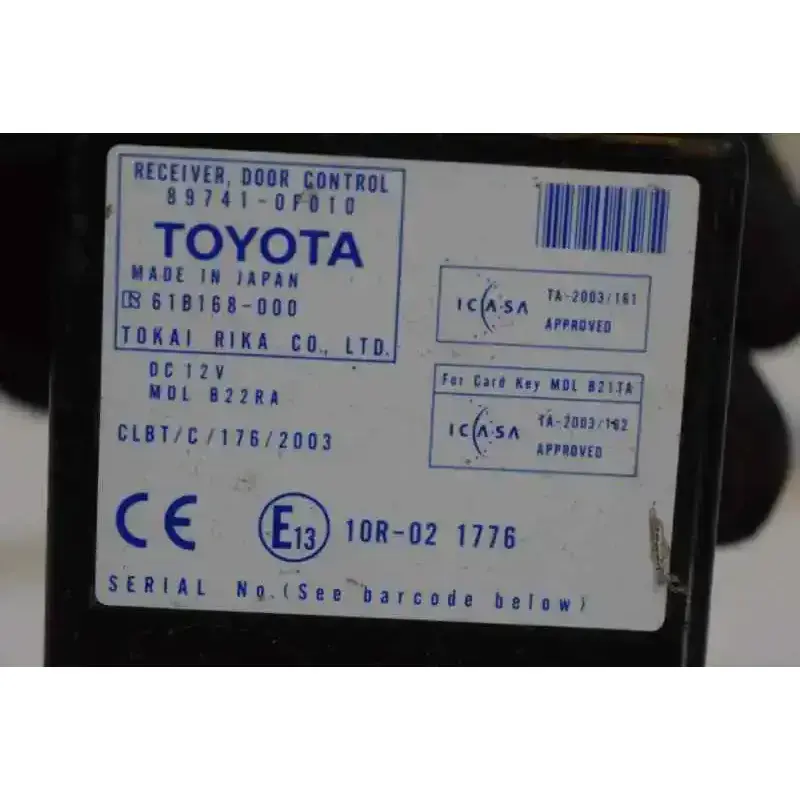 RECEIVER, DOOR CONTROL
89741-0F010
TOYOTA
MADE IN JAPAN
61B168-000
TOKAI RIKA CO., LTD.
DC 12V
MDL B22RA
CLBT/C/176/2003
ICASA TA-2003/161
APPROVED
For Card Key MDL B21TA
ICASA TA-2003/162
APPROVED
CE E13 10R-02 1776
SERIAL No. (See barcode below)